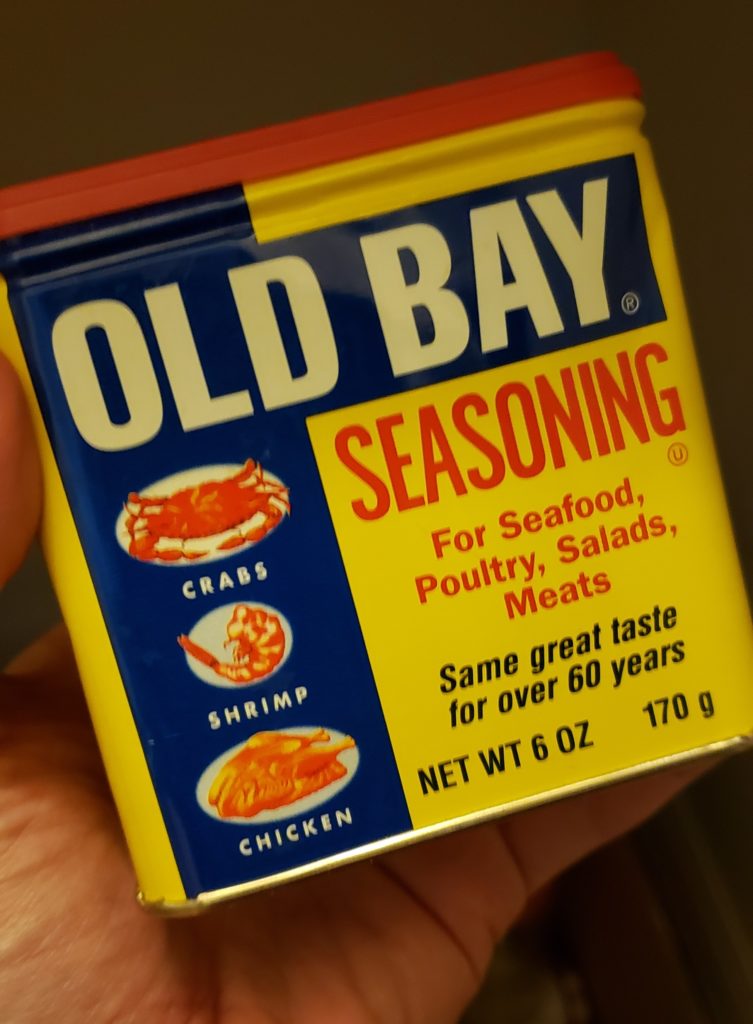 OLD BAY®
SEASONING
Ⓤ
For Seafood,
Poultry, Salads,
Meats
Same great taste
for over 60 years
NET WT 6 OZ 170 g
CRABS
SHRIMP
CHICKEN